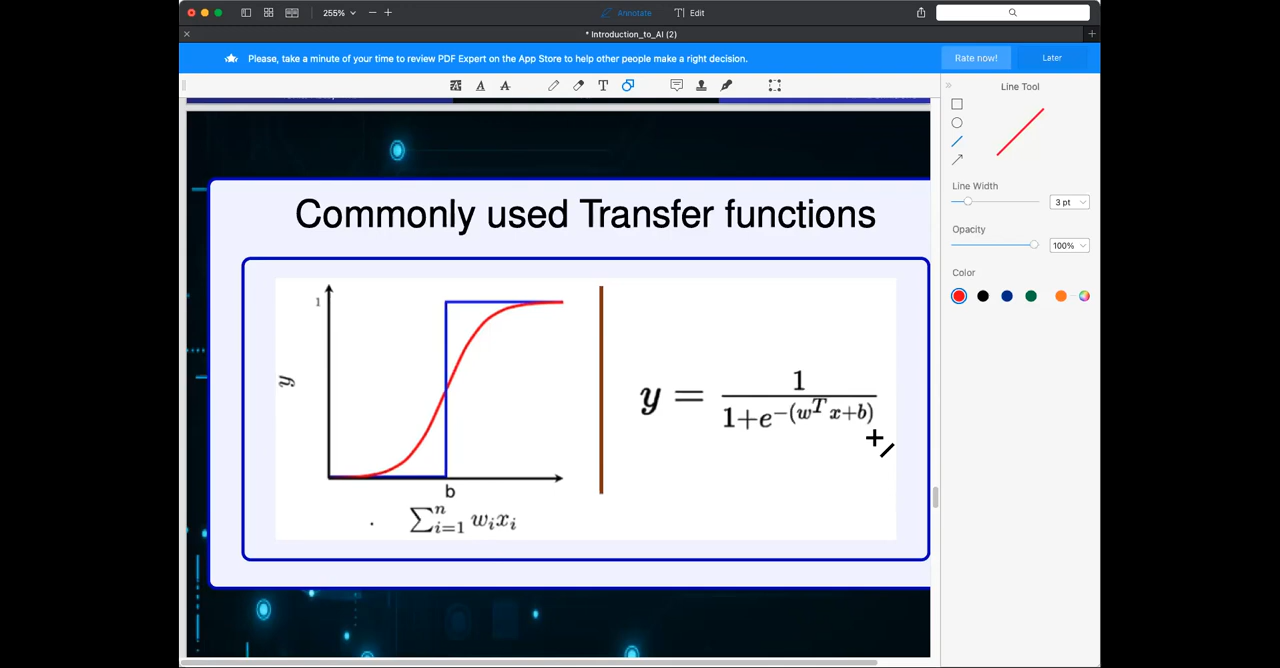 255%
Annotate
Edit
* Introduction_to_AI (2)
Please, take a minute of your time to review PDF Expert on the App Store to help other people make a right decision.
Rate now!
Later
T
Line Tool
Line Width
3 pt
Opacity
100%
Color
Commonly used Transfer functions
1
y
b
. ∑ⁿᵢ₌₁ wᵢxᵢ
y = 1 / 1+e^−(w^T x+b)